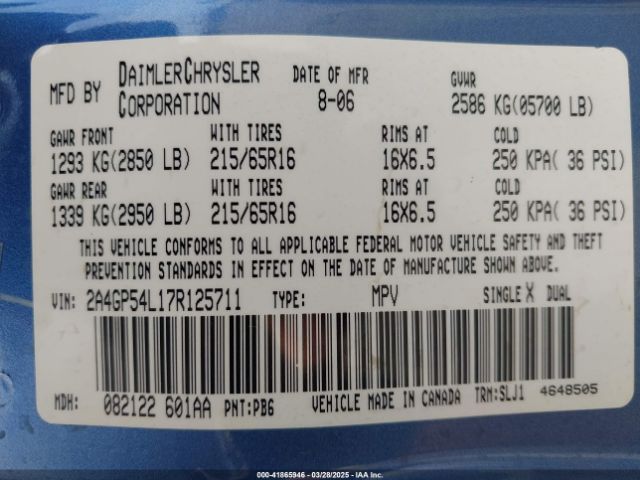 MFD BY DAIMLERCHRYSLER CORPORATION DATE OF MFR 8-06 GVWR 2586 KG(05700 LB)
GAWR FRONT WITH TIRES RIMS AT COLD
1293 KG(2850 LB) 215/65R16 16X6.5 250 KPA( 36 PSI)
GAWR REAR WITH TIRES RIMS AT COLD
1339 KG(2950 LB) 215/65R16 16X6.5 250 KPA( 36 PSI)
THIS VEHICLE CONFORMS TO ALL APPLICABLE FEDERAL MOTOR VEHICLE SAFETY AND THEFT
PREVENTION STANDARDS IN EFFECT ON THE DATE OF MANUFACTURE SHOWN ABOVE.
VIN: 2A4GP54L17R125711 TYPE: MPV SINGLE X DUAL
MDH: 082122 601AA PNT:PB6 VEHICLE MADE IN CANADA TRM:SLJ1 4648505
000-41865946 | 03/28/2025 | IAA Inc.